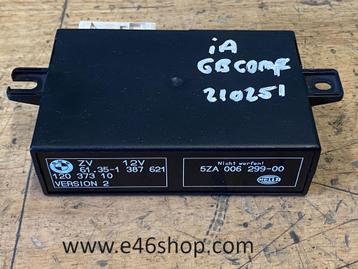 iA
GB COMF
210251
ZV 12V
61.35-1 387 621
120 373 10
VERSION 2
Nicht werfen!
5ZA 006 299-00
HELLA
www.e46shop.com